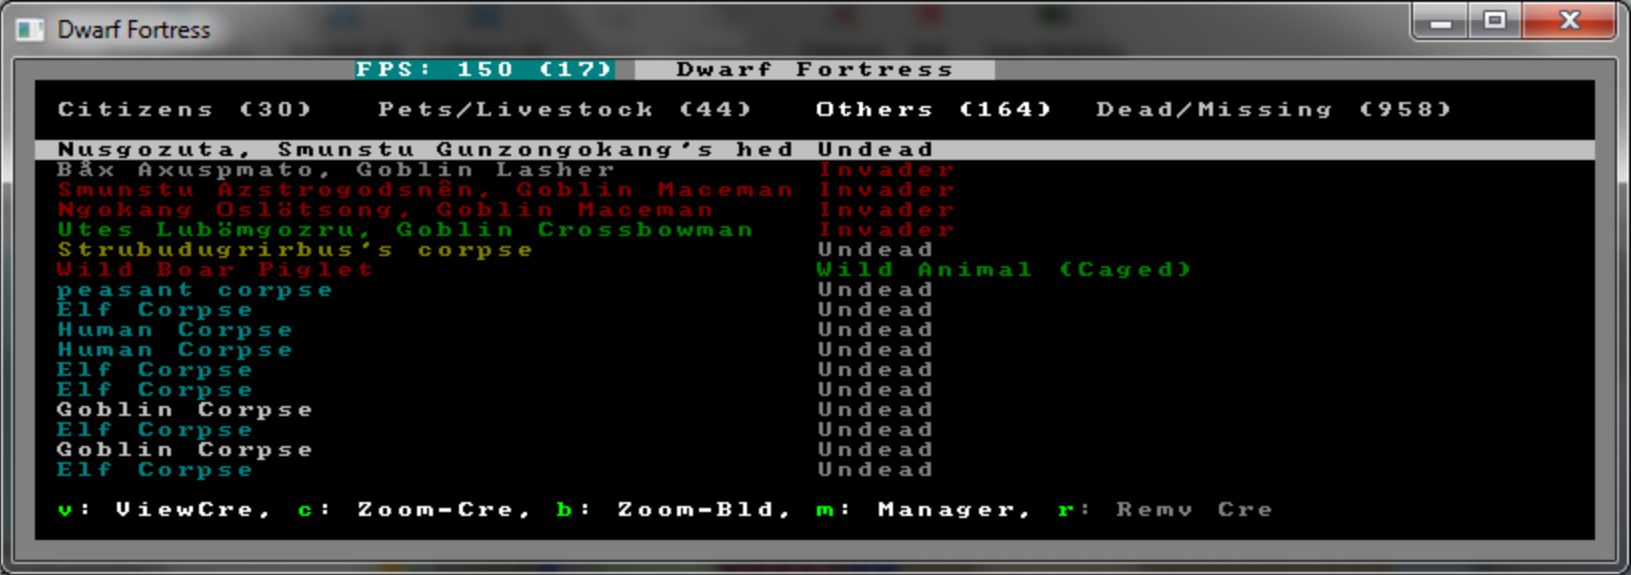 Dwarf Fortress
FPS: 150 (17) Dwarf Fortress
Citizens (30) Pets/Livestock (44) Others (164) Dead/Missing (958)
Nusgozuta, Smunstu Gunzongokang's hed Undead
Båx Axuspmato, Goblin Lasher Invader
Smunstu Azstrogodsnên, Goblin Maceman Invader
Ngokang Oslötsong, Goblin Maceman Invader
Utes Lubömgozru, Goblin Crossbowman Invader
Strubudugrirbus's corpse Undead
Wild Boar Piglet Wild Animal (Caged)
peasant corpse Undead
Elf Corpse Undead
Human Corpse Undead
Human Corpse Undead
Elf Corpse Undead
Elf Corpse Undead
Goblin Corpse Undead
Elf Corpse Undead
Goblin Corpse Undead
Elf Corpse Undead
v: ViewCre, c: Zoom-Cre, b: Zoom-Bld, m: Manager, r: Remv Cre